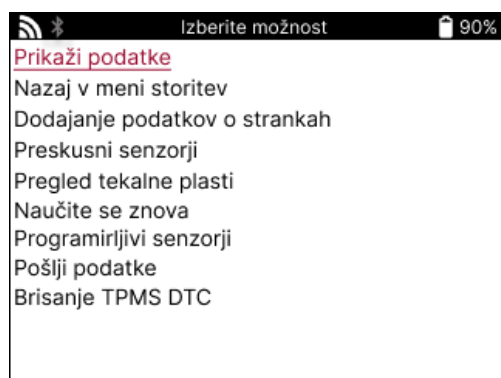 Izberite možnost
90%
Prikaži podatke
Nazaj v meni storitev
Dodajanje podatkov o strankah
Preskusni senzorji
Pregled tekalne plasti
Naučite se znova
Programirljivi senzorji
Pošlji podatke
Brisanje TPMS DTC